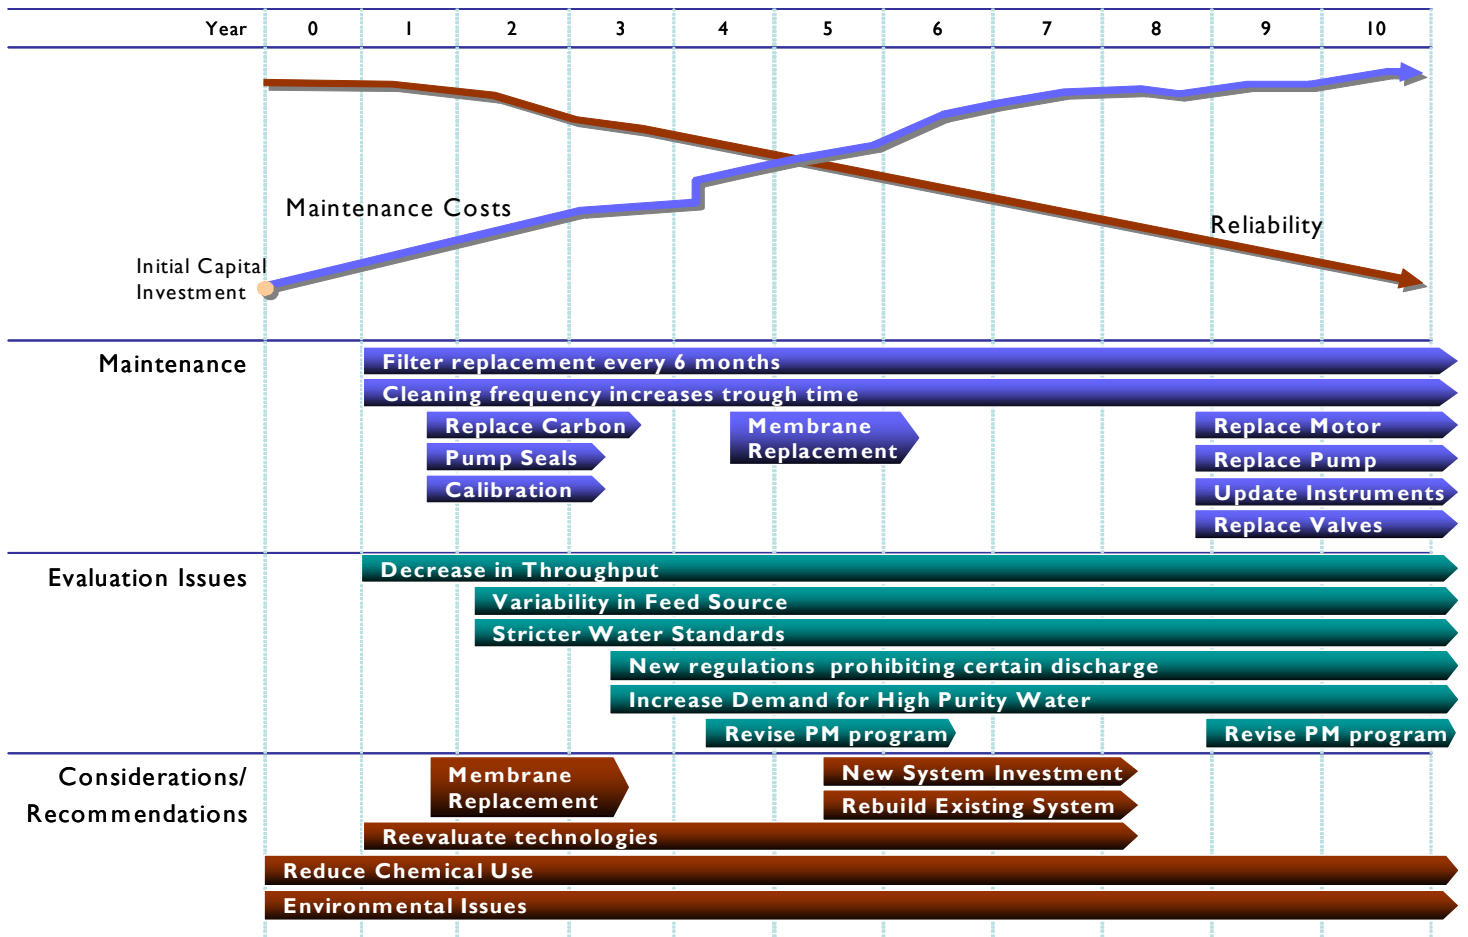 Year 0 1 2 3 4 5 6 7 8 9 10
Maintenance Costs
Reliability
Initial Capital
Investment
Maintenance
Filter replacement every 6 months
Cleaning frequency increases trough time
Replace Carbon
Pump Seals
Calibration
Membrane
Replacement
Replace Motor
Replace Pump
Update Instruments
Replace Valves
Evaluation Issues
Decrease in Throughput
Variability in Feed Source
Stricter Water Standards
New regulations prohibiting certain discharge
Increase Demand for High Purity Water
Revise PM program
Revise PM program
Considerations/
Recommendations
Membrane
Replacement
New System Investment
Rebuild Existing System
Reevaluate technologies
Reduce Chemical Use
Environmental Issues